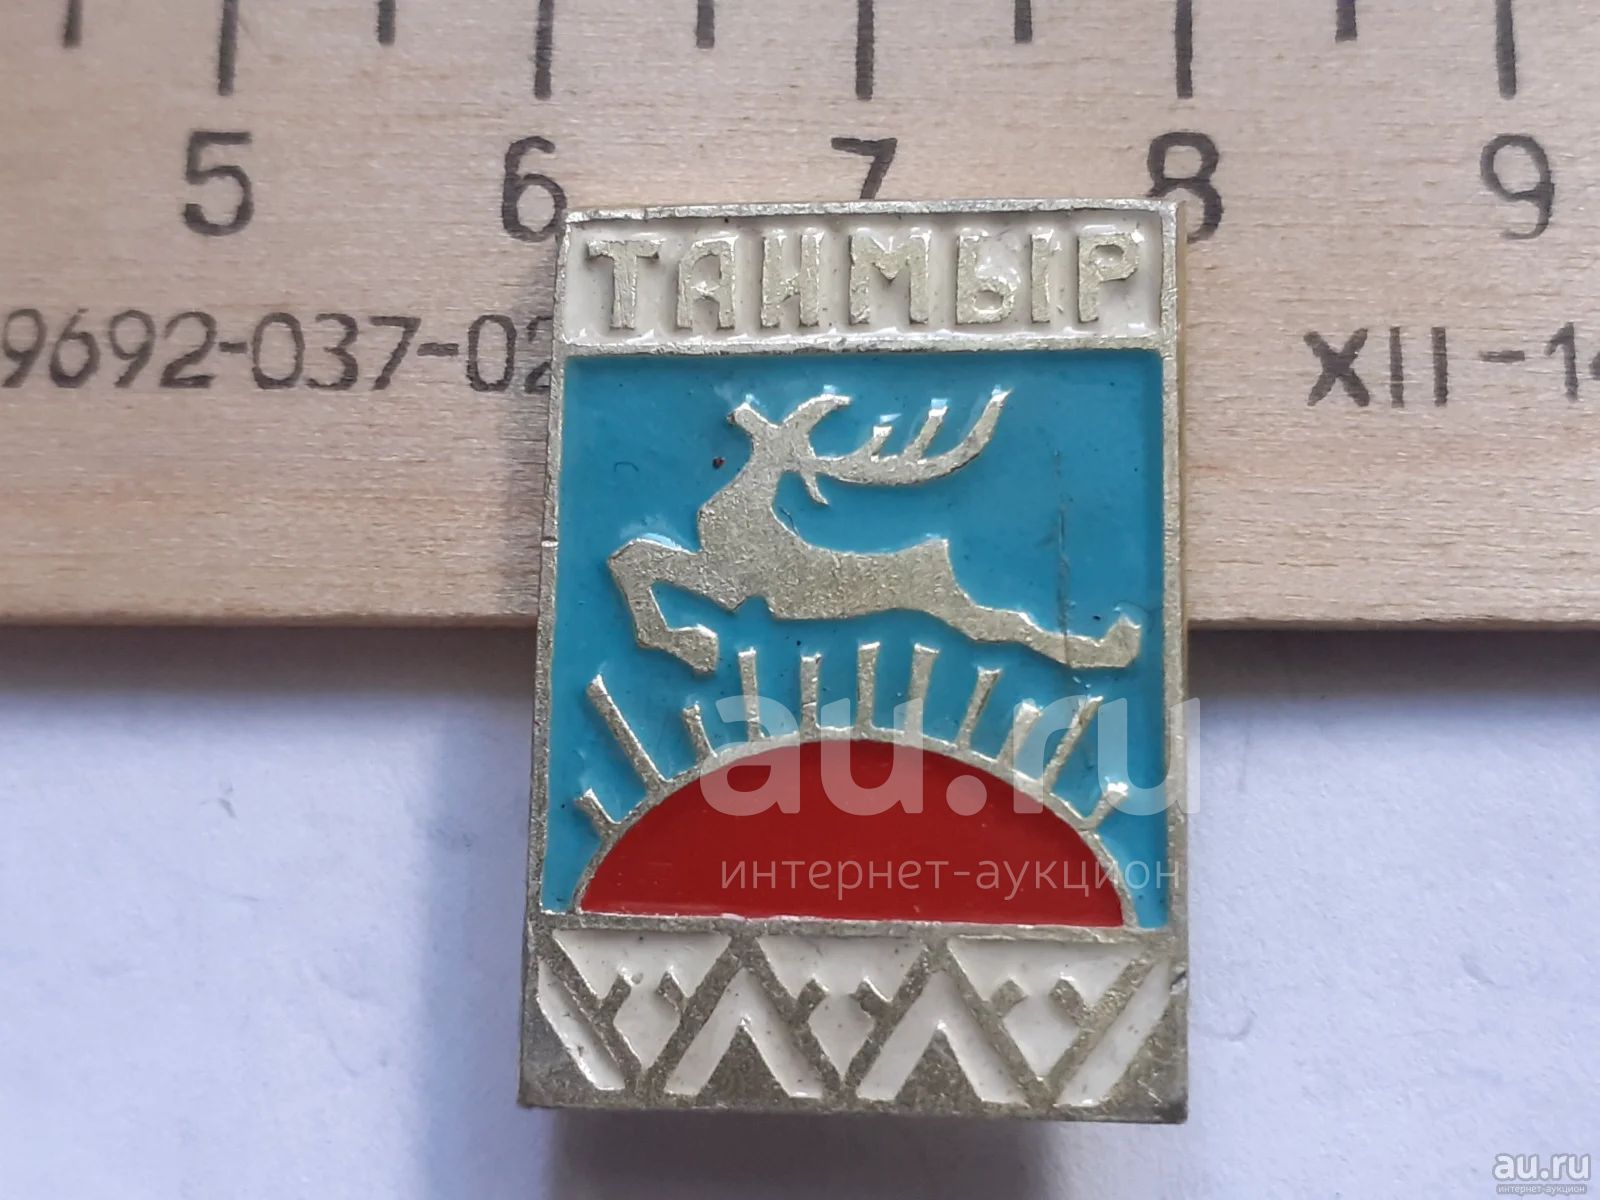 5 6 7 8 9
ТАЙМЫР
9692-037-02
XII-14
au.ru
интернет-аукцион
au.ru
интернет-аукцион